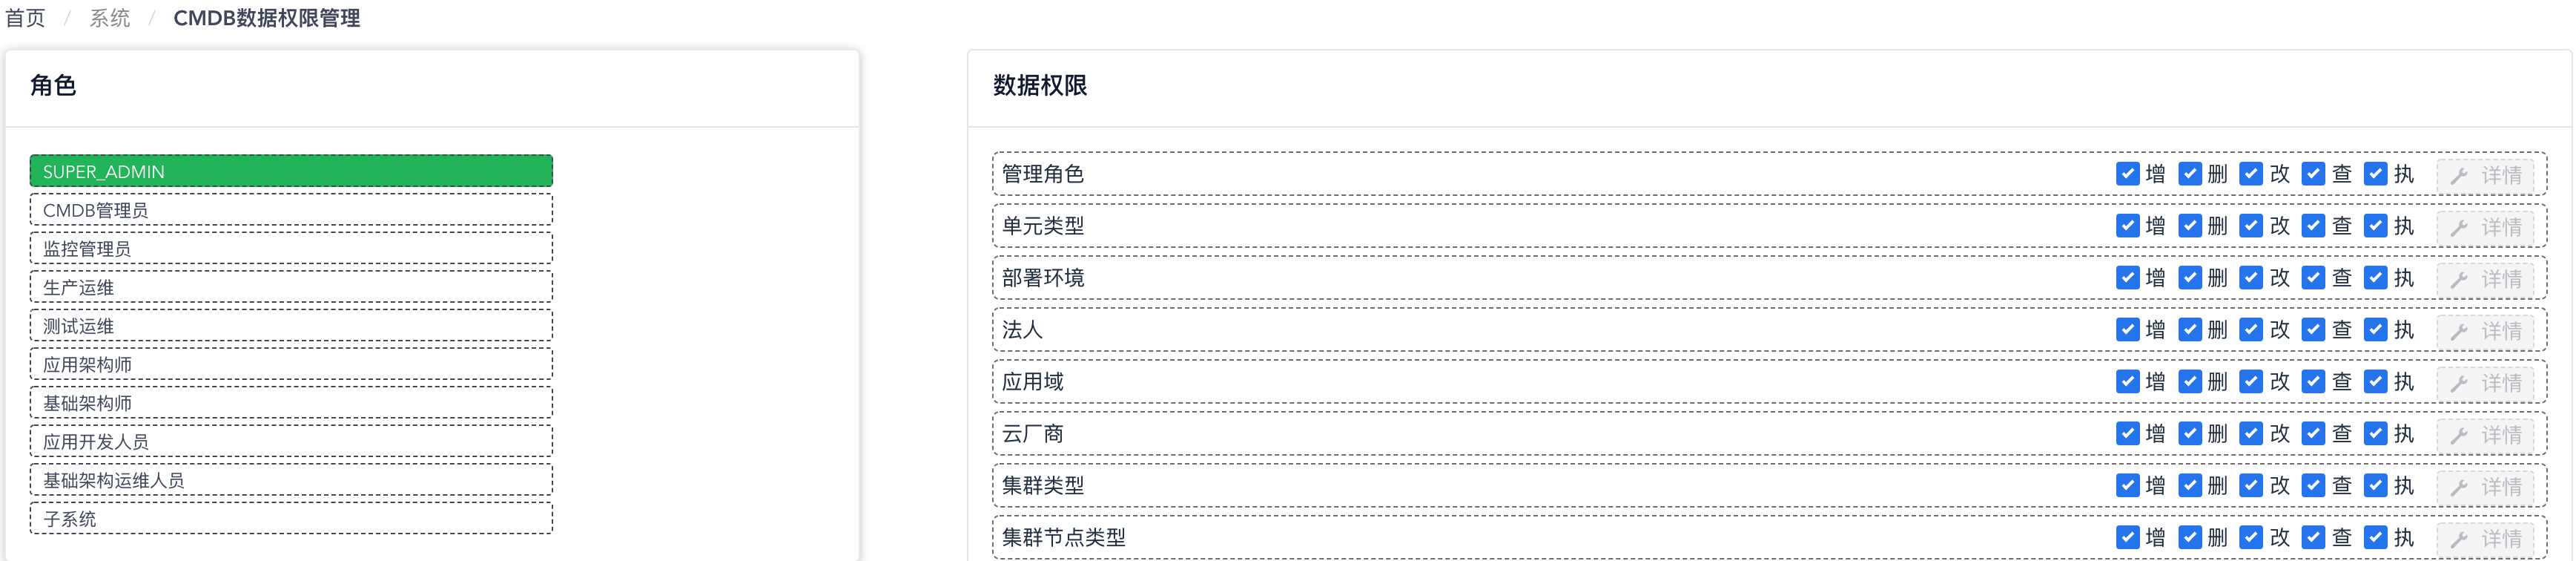 首页 / 系统 / CMDB数据权限管理
角色
SUPER_ADMIN
CMDB管理员
监控管理员
生产运维
测试运维
应用架构师
基础架构师
应用开发人员
基础架构运维人员
子系统
数据权限
管理角色 增 删 改 查 执 详情
单元类型 增 删 改 查 执 详情
部署环境 增 删 改 查 执 详情
法人 增 删 改 查 执 详情
应用域 增 删 改 查 执 详情
云厂商 增 删 改 查 执 详情
集群类型 增 删 改 查 执 详情
集群节点类型 增 删 改 查 执 详情